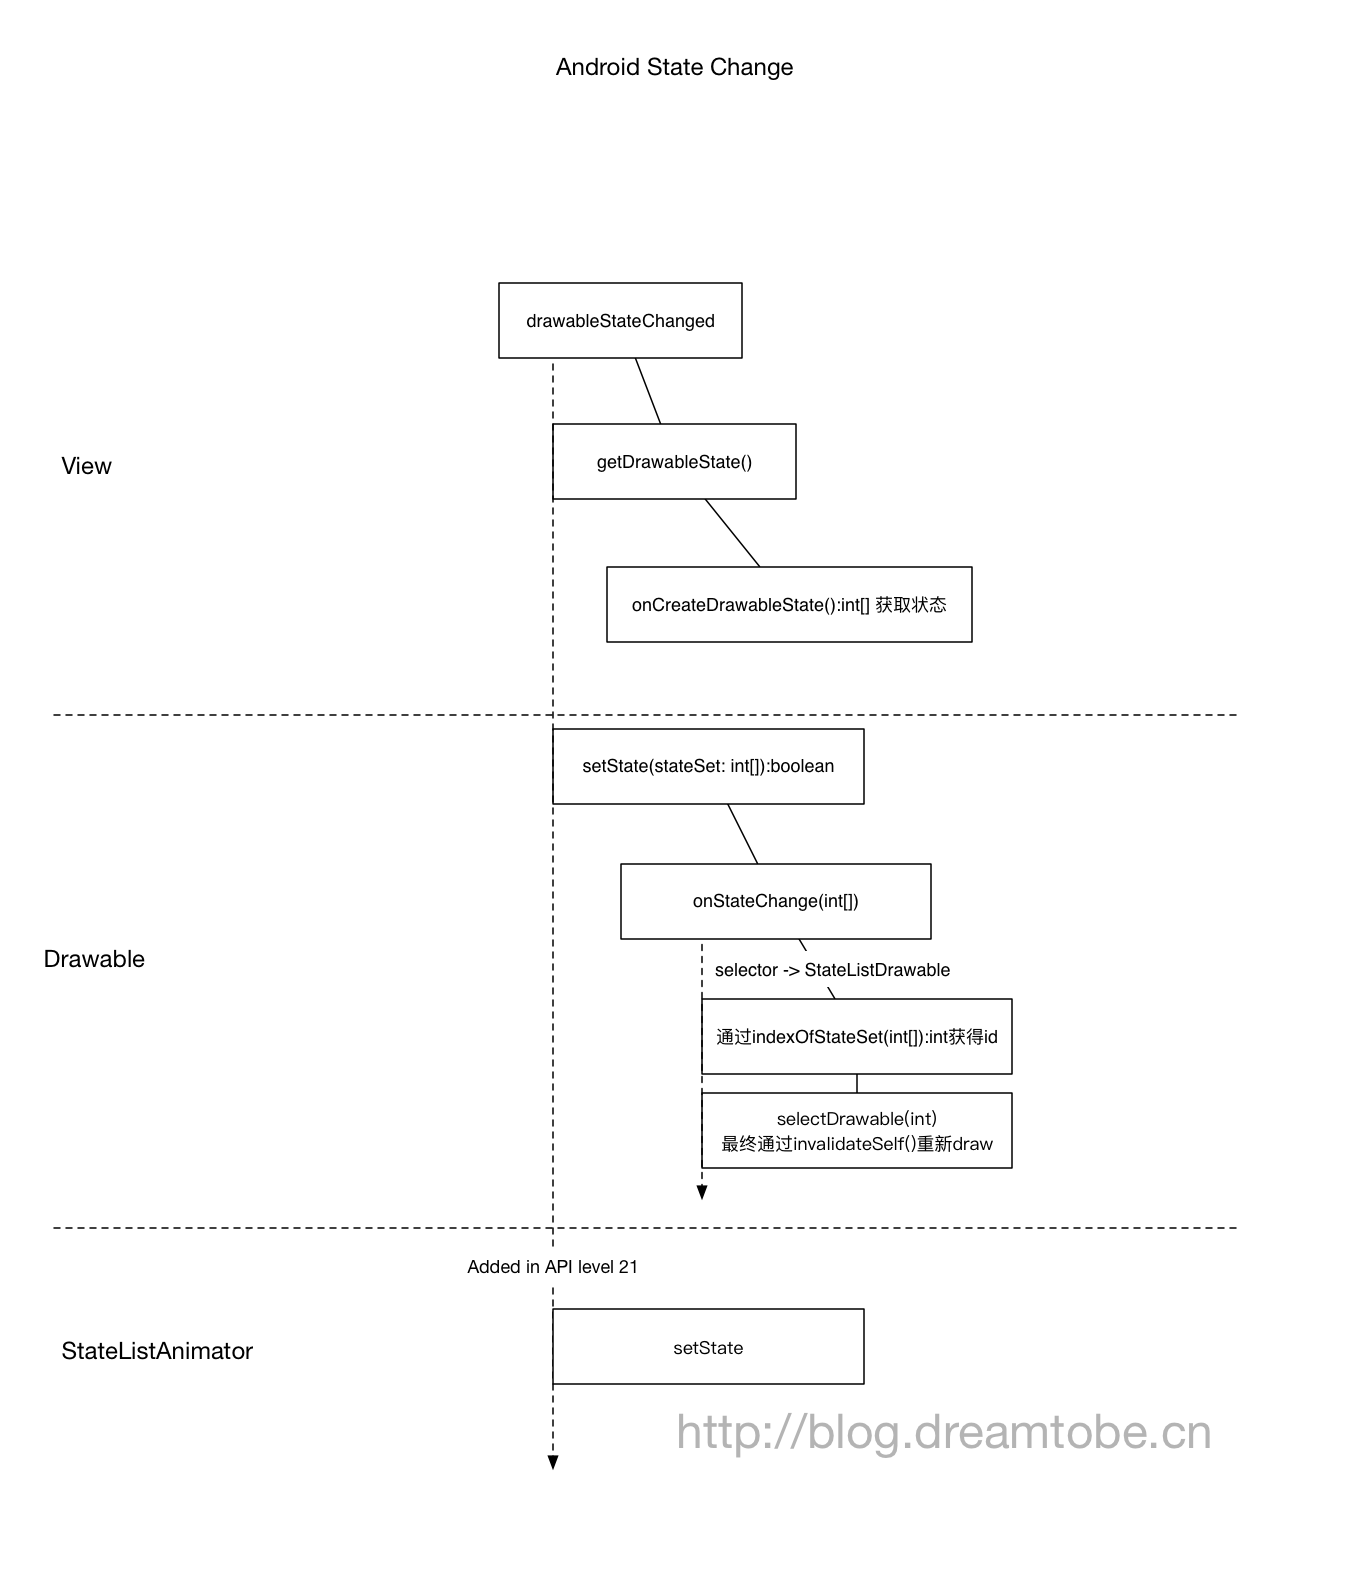 Android State Change
drawableStateChanged
View
getDrawableState()
onCreateDrawableState():int[] 获取状态
setState(stateSet: int[]):boolean
onStateChange(int[])
Drawable
selector -> StateListDrawable
通过indexOfStateSet(int[]):int获得id
selectDrawable(int)
最终通过invalidateSelf()重新draw
Added in API level 21
StateListAnimator
setState
http://blog.dreamtobe.cn